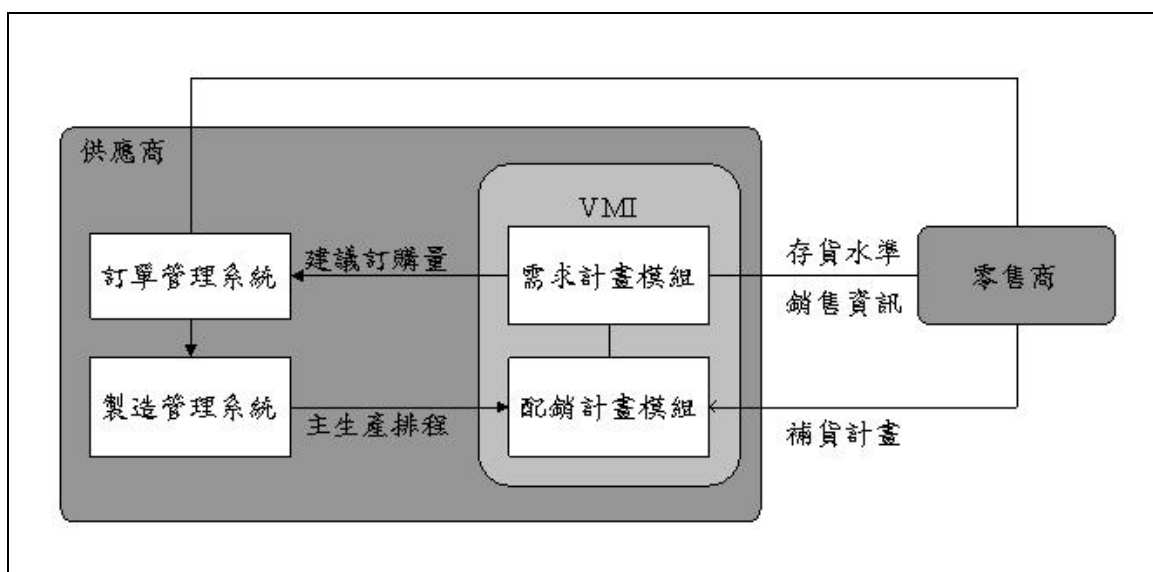 供應商
VMI
訂單管理系統
建議訂購量
需求計畫模組
存貨水準
銷售資訊
零售商
製造管理系統
主生產排程
配銷計畫模組
補貨計畫